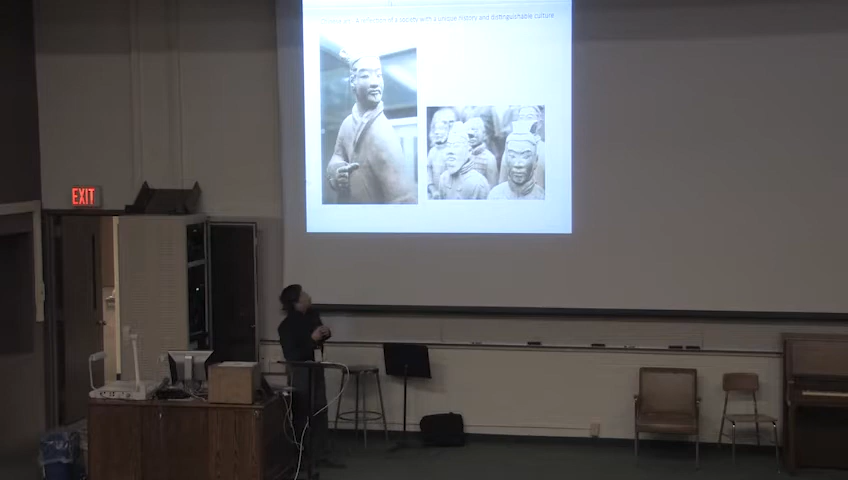 A reflection of a society with a unique history and distinguishable culture
EXIT